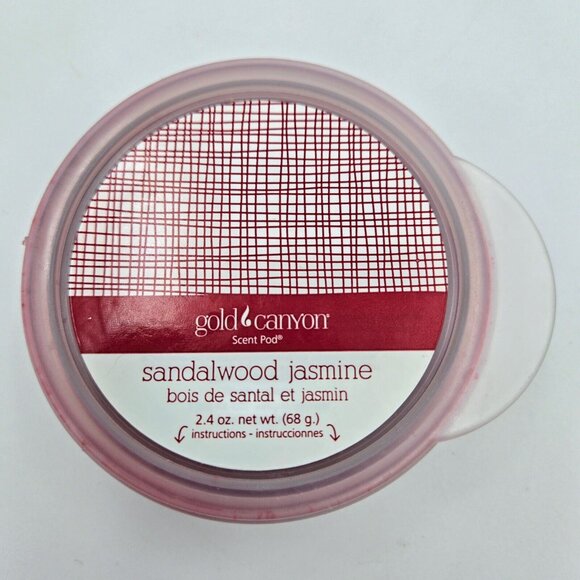 gold canyon®
Scent Pod®
sandalwood jasmine
bois de santal et jasmin
2.4 oz. net wt. (68 g.)
instructions - instruccionnes